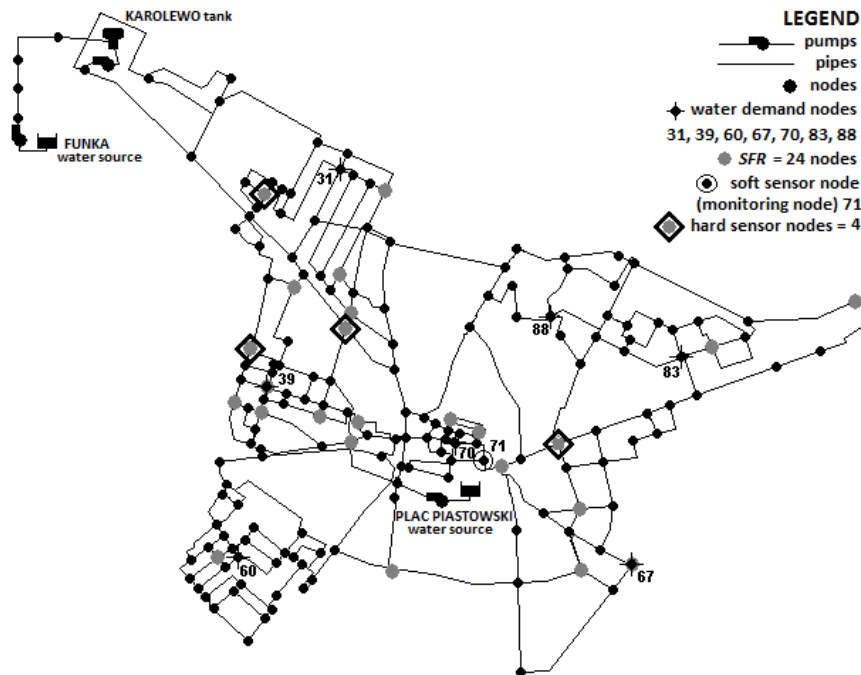 KAROLEWO tank
FUNKA
water source
LEGEND
pumps
pipes
nodes
water demand nodes
31, 39, 60, 67, 70, 83, 88
SFR = 24 nodes
soft sensor node
(monitoring node) 71
hard sensor nodes = 4
31
88
83
39
71
70
PLAC PIASTOWSKI
water source
60
67